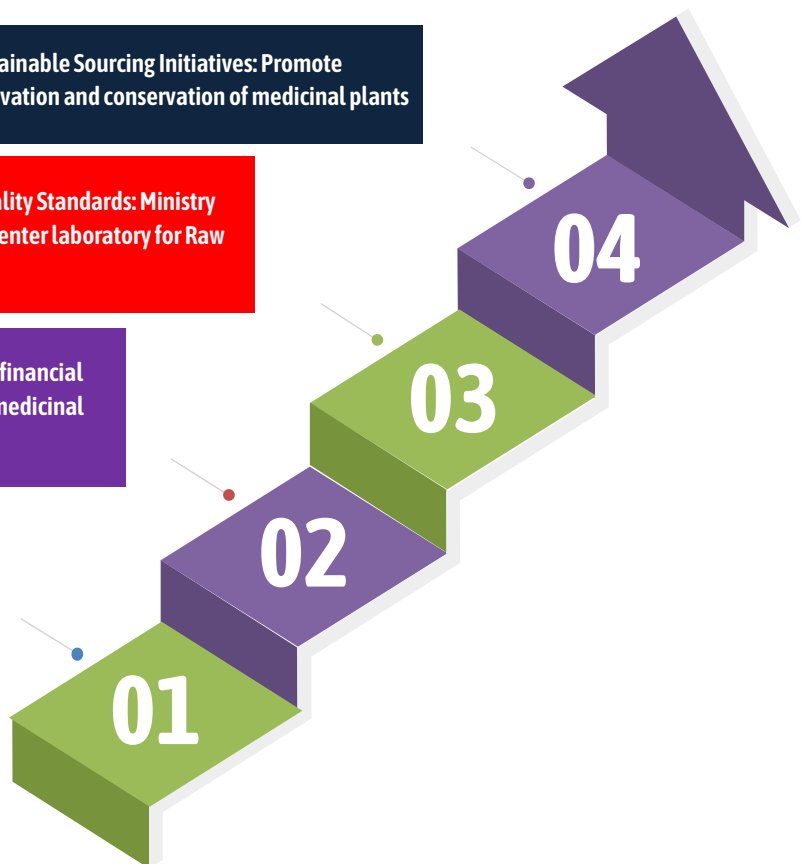 ainable Sourcing Initiatives: Promote
vation and conservation of medicinal plants
lity Standards: Ministry
enter laboratory for Raw
financial
medicinal
04
03
02
01